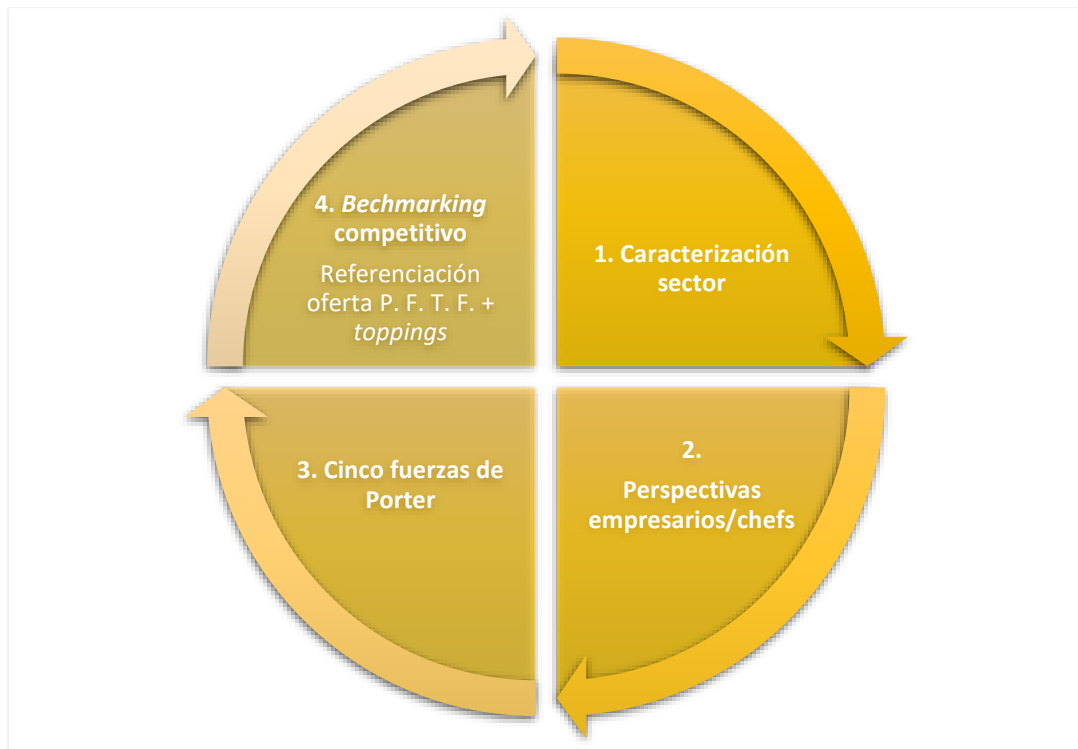 1. Caracterización
sector
2.
Perspectivas
empresarios/chefs
3. Cinco fuerzas de
Porter
4. Bechmarking
competitivo
Referenciación
oferta P. F. T. F. +
toppings